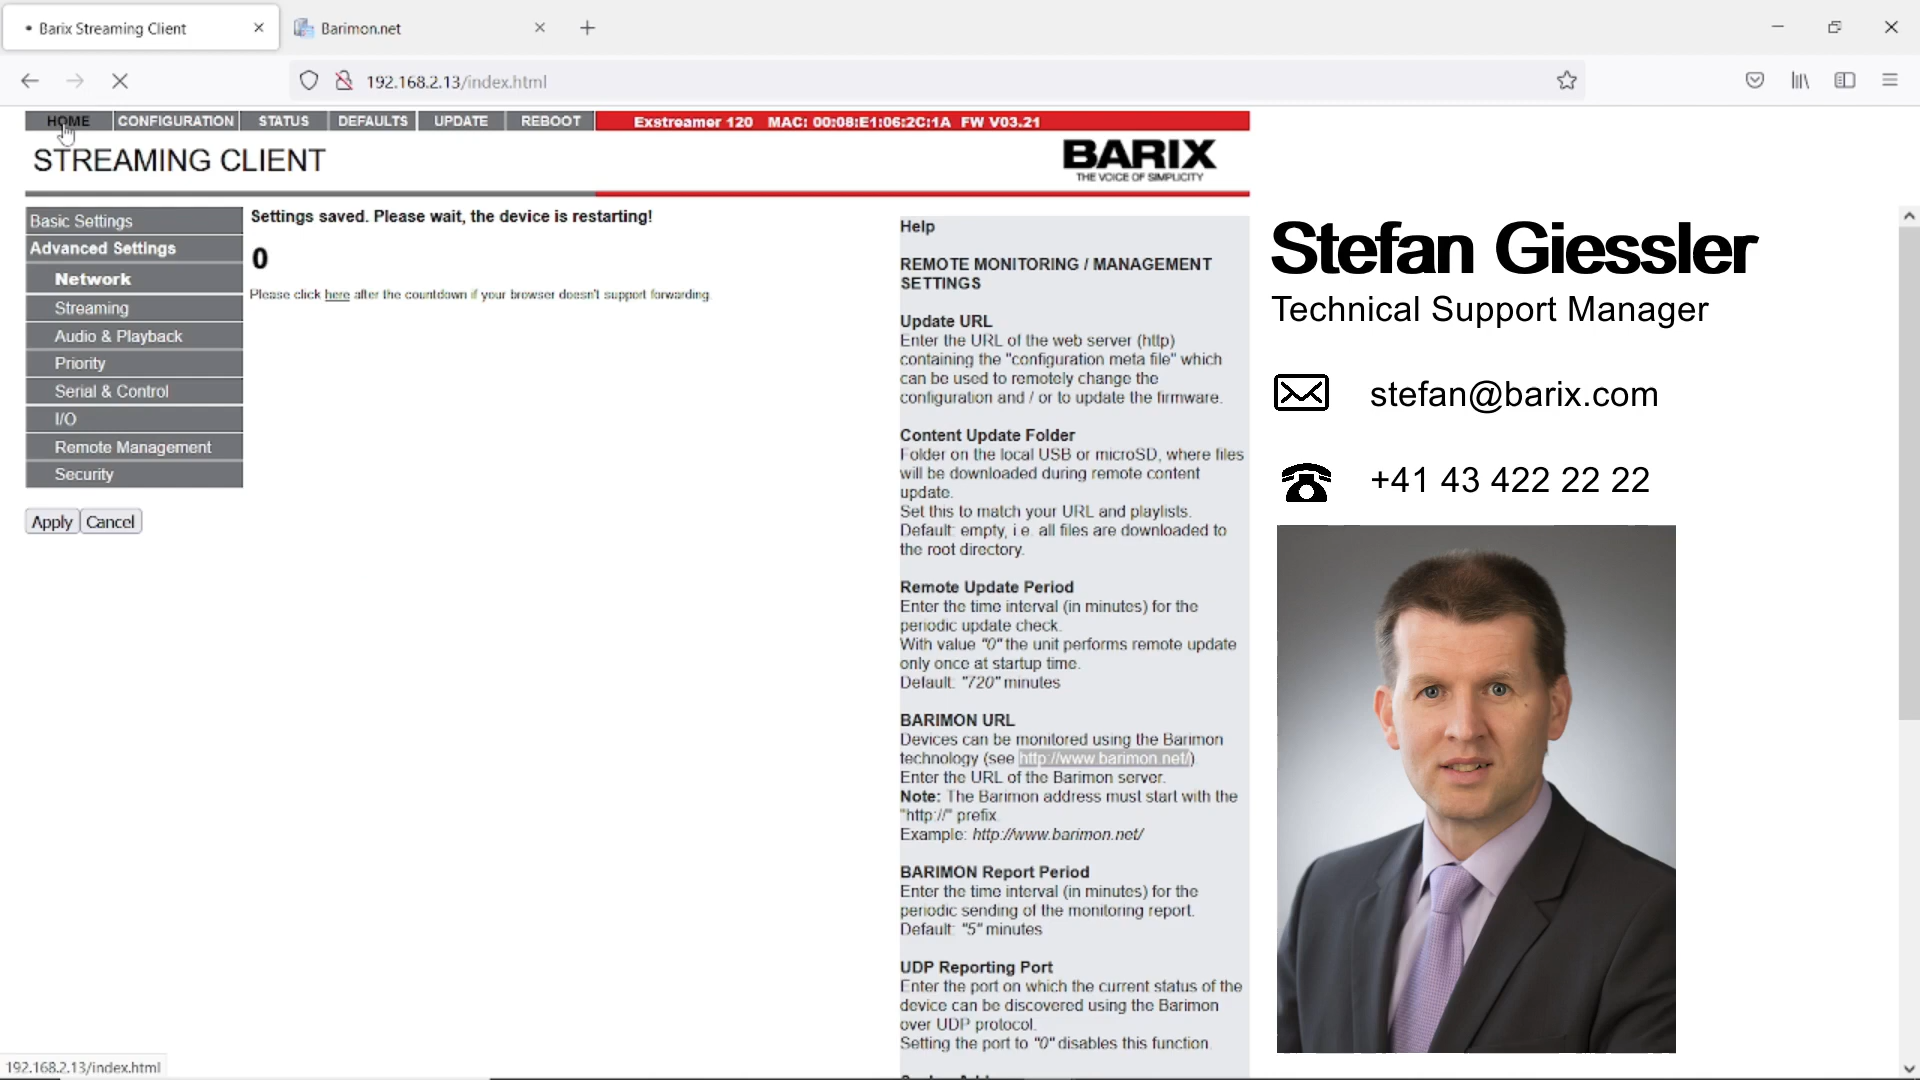 Barix Streaming Client
Barimon.net
192.168.2.13/index.html
HOME CONFIGURATION STATUS DEFAULTS UPDATE REBOOT Exstreamer 120 MAC: 00:08:E1:06:2C:1A FW V03.21
STREAMING CLIENT
BARIX
THE VOICE OF SIMPLICITY
Basic Settings
Advanced Settings
Network
Streaming
Audio & Playback
Priority
Serial & Control
I/O
Remote Management
Security
Apply Cancel
Settings saved. Please wait, the device is restarting!
0
Please click here after the countdown if your browser doesn't support forwarding.
Help
REMOTE MONITORING / MANAGEMENT
SETTINGS
Update URL
Enter the URL of the web server (http)
containing the "configuration meta file" which
can be used to remotely change the
configuration and / or to update the firmware.
Content Update Folder
Folder on the local USB or microSD, where files
will be downloaded during remote content
update.
Set this to match your URL and playlists.
Default: empty, i.e. all files are downloaded to
the root directory.
Remote Update Period
Enter the time interval (in minutes) for the
periodic update check.
With value "0" the unit performs remote update
only once at startup time.
Default: "720" minutes
BARIMON URL
Devices can be monitored using the Barimon
technology (see http://www.barimon.net/)
Enter the URL of the Barimon server.
Note: The Barimon address must start with the
"http://" prefix.
Example: http://www.barimon.net/
BARIMON Report Period
Enter the time interval (in minutes) for the
periodic sending of the monitoring report.
Default: "5" minutes
UDP Reporting Port
Enter the port on which the current status of the
device can be discovered using the Barimon
over UDP protocol.
Setting the port to "0" disables this function.
Stefan Giessler
Technical Support Manager
stefan@barix.com
+41 43 422 22 22
192.168.2.13/index.html